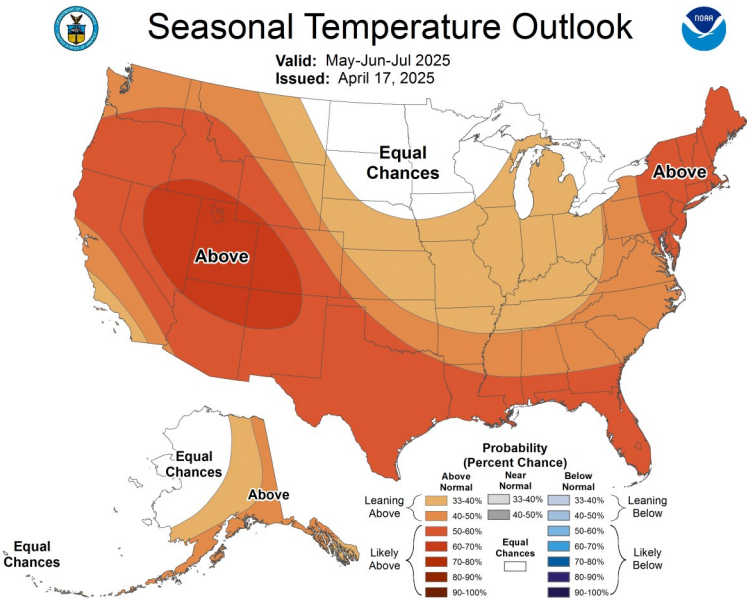 Seasonal Temperature Outlook
NOAA
Valid: May-Jun-Jul 2025
Issued: April 17, 2025
Equal
Chances
Above
Above
Equal
Chances
Above
Equal
Chances
Probability
(Percent Chance)
Above
Normal
Near
Normal
Below
Normal
Leaning
Above
33-40%
33-40%
33-40%
Leaning
Below
40-50%
40-50%
40-50%
Likely
Above
50-60%
Equal
Chances
50-60%
Likely
Below
60-70%
60-70%
70-80%
70-80%
80-90%
80-90%
90-100%
90-100%